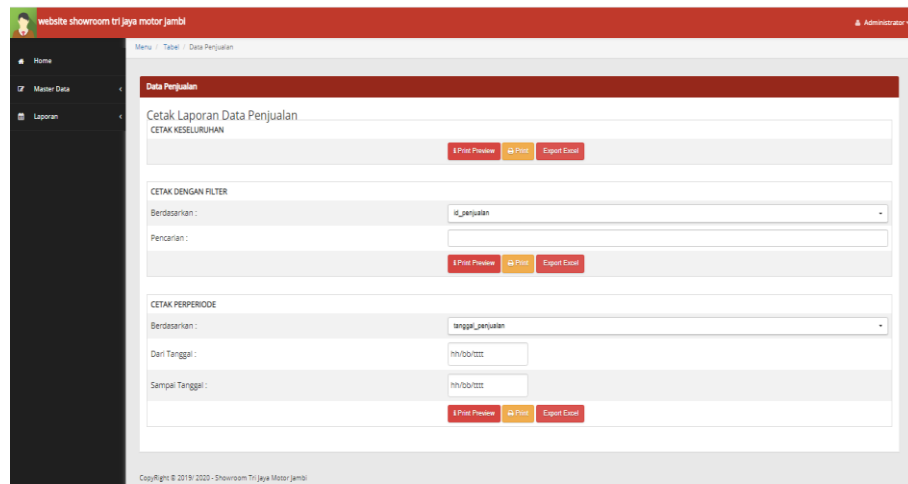 website showroom tri jaya motor jambi
Administrator
Menu / Tabel / Data Penjualan
Home
Master Data
Laporan
Data Penjualan
Cetak Laporan Data Penjualan
CETAK KESELURUHAN
Print Preview Print Export Excel
CETAK DENGAN FILTER
Berdasarkan : id_penjualan
Pencarian :
Print Preview Print Export Excel
CETAK PERPERIODE
Berdasarkan : tanggal_penjualan
Dari Tanggal : hh/bb/tttt
Sampai Tanggal : hh/bb/tttt
Print Preview Print Export Excel
CopyRight © 2019/ 2020 - Showroom Tri Jaya Motor Jambi